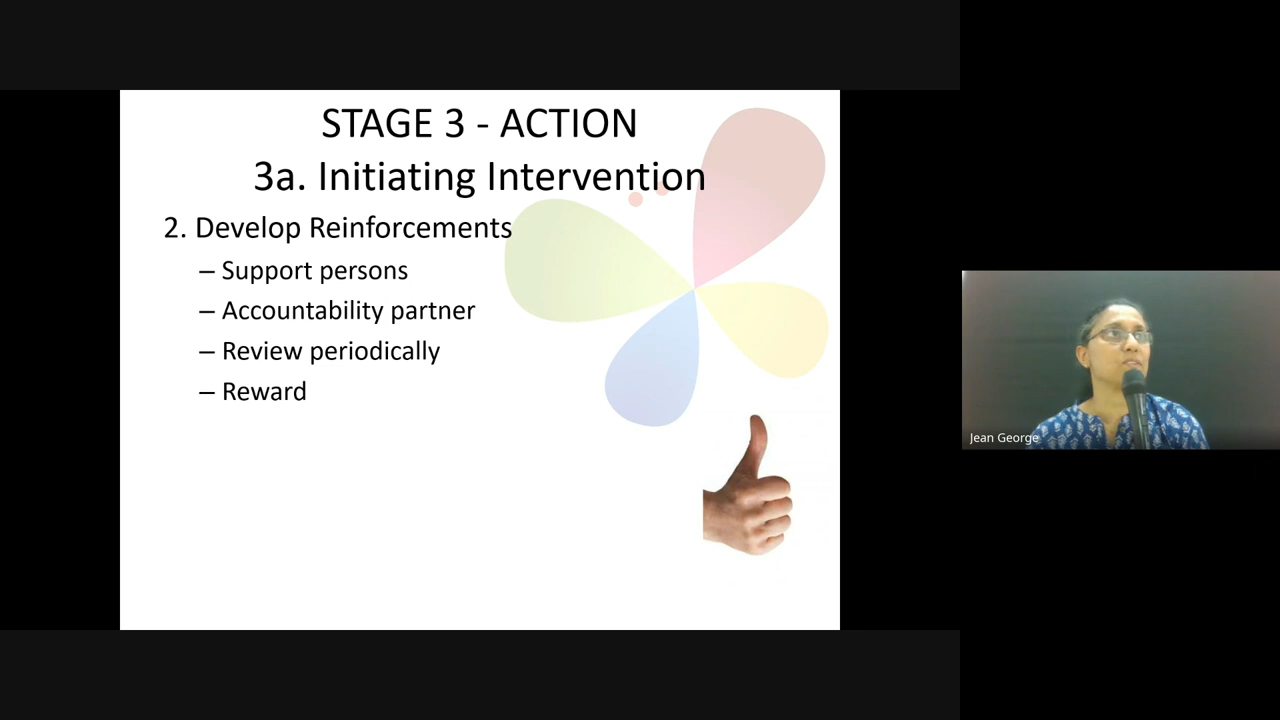 STAGE 3 - ACTION
3a. Initiating Intervention
2. Develop Reinforcements
– Support persons
– Accountability partner
– Review periodically
– Reward
Jean George